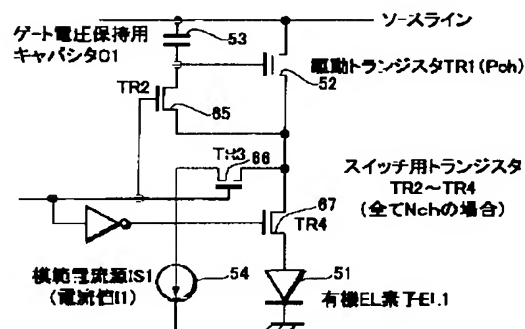 ソースライン
ゲート電圧保持用
キャパシタC1
53
駆動トランジスタTR1(Pch)
52
TR2
65
TR3
66
スイッチ用トランジスタ
TR2～TR4
(全てNchの場合)
67
TR4
模範電流源IS1
(電流値I1)
54
51
有機EL素子EL1